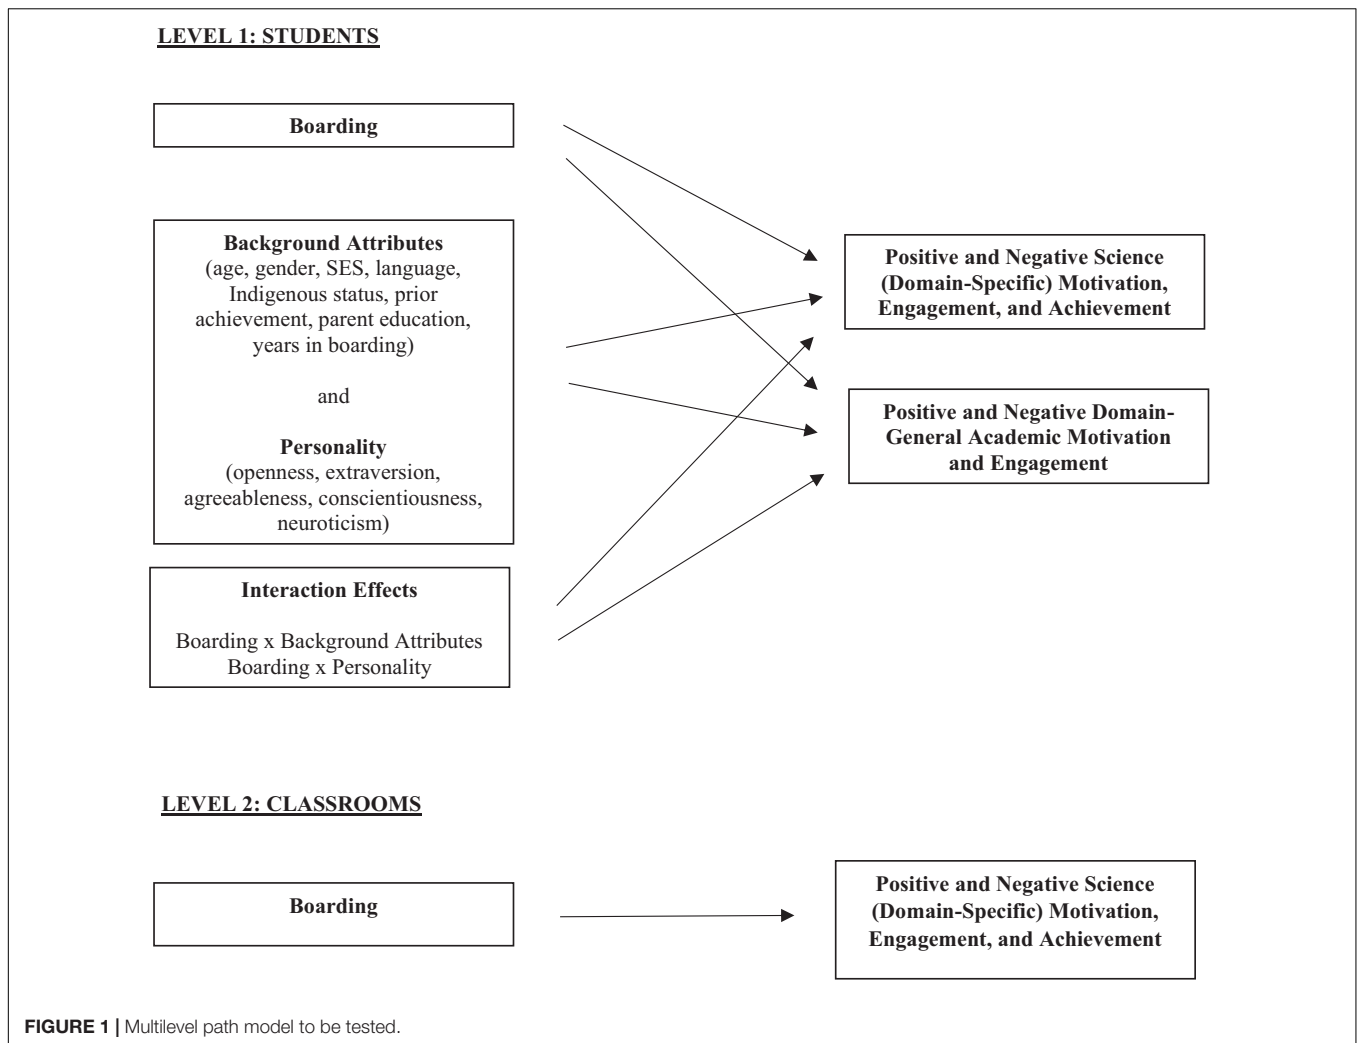 LEVEL 1: STUDENTS
Boarding
Background Attributes
(age, gender, SES, language,
Indigenous status, prior
achievement, parent education,
years in boarding)
and
Personality
(openness, extraversion,
agreeableness, conscientiousness,
neuroticism)
Interaction Effects
Boarding x Background Attributes
Boarding x Personality
Positive and Negative Science
(Domain-Specific) Motivation,
Engagement, and Achievement
Positive and Negative Domain-
General Academic Motivation
and Engagement
LEVEL 2: CLASSROOMS
Boarding
Positive and Negative Science
(Domain-Specific) Motivation,
Engagement, and Achievement
FIGURE 1 | Multilevel path model to be tested.